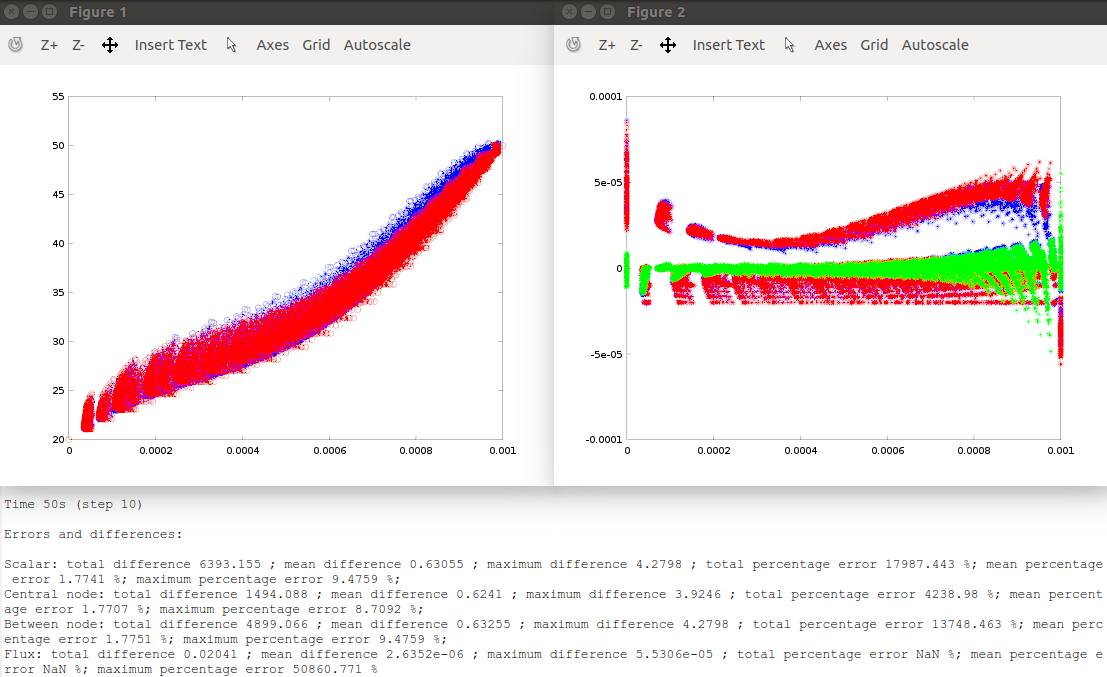 Figure 1
Z+ Z- Insert Text Axes Grid Autoscale
55
50
45
40
35
30
25
20
0 0.0002 0.0004 0.0006 0.0008 0.001
Figure 2
Z+ Z- Insert Text Axes Grid Autoscale
0.0001
5e-05
0
-5e-05
-0.0001
0 0.0002 0.0004 0.0006 0.0008 0.001
Time 50s (step 10)
Errors and differences:
Scalar: total difference 6393.155 ; mean difference 0.63055 ; maximum difference 4.2798 ; total percentage error 17987.443 %; mean percentage
error 1.7741 %; maximum percentage error 9.4759 %;
Central node: total difference 1494.088 ; mean difference 0.6241 ; maximum difference 3.9246 ; total percentage error 4238.98 %; mean percent
age error 1.7707 %; maximum percentage error 8.7092 %;
Between node: total difference 4899.066 ; mean difference 0.63255 ; maximum difference 4.2798 ; total percentage error 13748.463 %; mean perc
entage error 1.7751 %; maximum percentage error 9.4759 %;
Flux: total difference 0.02041 ; mean difference 2.6352e-06 ; maximum difference 5.5306e-05 ; total percentage error NaN %; mean percentage e
rror NaN %; maximum percentage error 50860.771 %